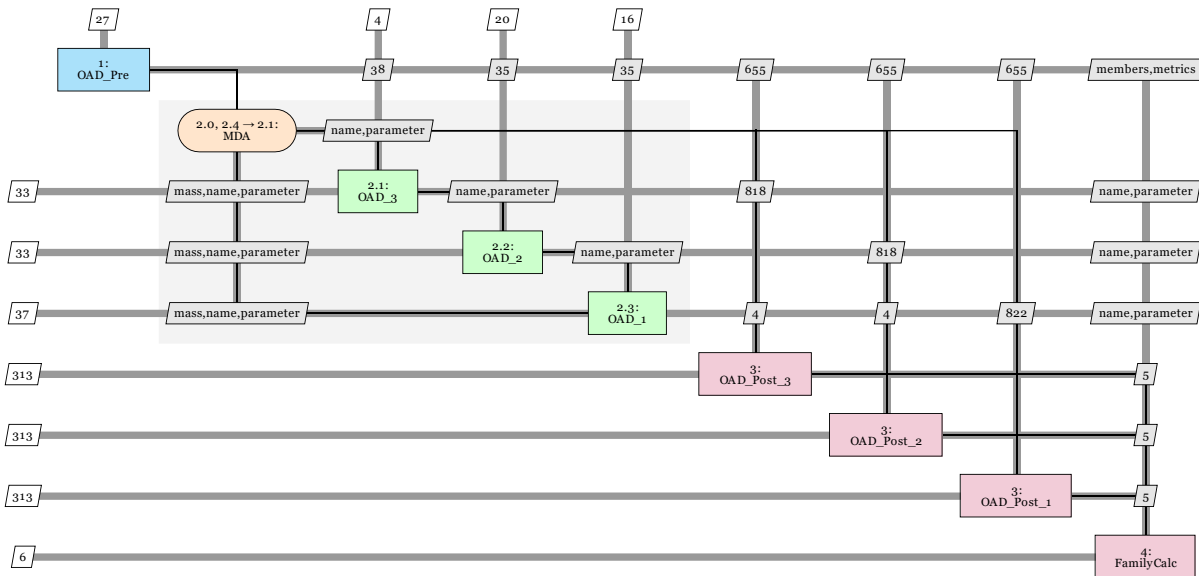 27
4
20
16
1:
OAD_Pre
38
35
35
655
655
655
members,metrics
2.0, 2.4 → 2.1:
MDA
name,parameter
33
mass,name,parameter
2.1:
OAD_3
name,parameter
818
name,parameter
33
mass,name,parameter
2.2:
OAD_2
name,parameter
818
name,parameter
37
mass,name,parameter
2.3:
OAD_1
4
4
822
name,parameter
313
3:
OAD_Post_3
5
313
3:
OAD_Post_2
5
313
3:
OAD_Post_1
5
6
4:
FamilyCalc